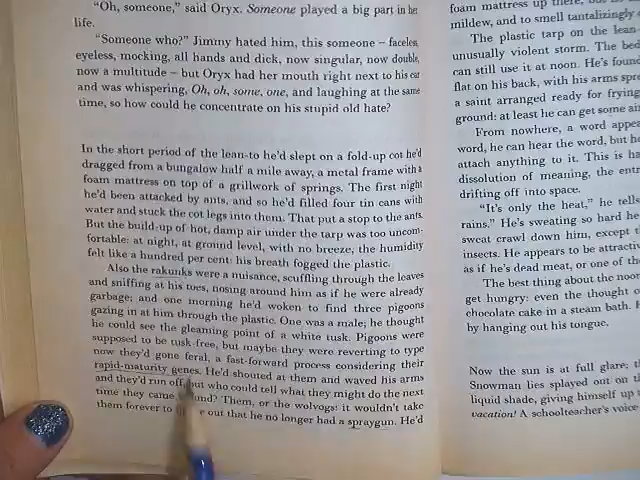 "Oh, someone," said Oryx. Someone played a big part in her
life.
"Someone who?" Jimmy hated him, this someone – faceless,
eyeless, mocking, all hands and dick, now singular, now double,
now a multitude – but Oryx had her mouth right next to his ear
and was whispering, Oh, oh, some, one, and laughing at the same
time, so how could he concentrate on his stupid old hate?
In the short period of the lean-to he'd slept on a fold-up cot he'd
dragged from a bungalow half a mile away, a metal frame with a
foam mattress on top of a grillwork of springs. The first night
he'd been attacked by ants, and so he'd filled four tin cans with
water and stuck the cot legs into them. That put a stop to the ants.
But the build-up of hot, damp air under the tarp was too uncom-
fortable: at night, at ground level, with no breeze, the humidity
felt like a hundred per cent: his breath fogged the plastic.
Also the rakunks were a nuisance, scuffling through the leaves
and sniffing at his toes, nosing around him as if he were already
garbage; and one morning he'd woken to find three pigoons
gazing in at him through the plastic. One was a male; he thought
he could see the gleaming point of a white tusk. Pigoons were
supposed to be tusk-free, but maybe they were reverting to type
now they'd gone feral, a fast-forward process considering their
rapid-maturity genes. He'd shouted at them and waved his arms
and they'd run off, but who could tell what they might do the next
time they came Them, or the wolvogs: it wouldn't take
them forever to out that he no longer had a spraygun. He'd
foam mattress up there, but
mildew, and to smell tantalizingly
The plastic tarp on the lean-
unusually violent storm. The bed
can still use it at noon. He's found
flat on his back, with his arms spre
a saint arranged ready for frying
ground: at least he can get some air
From nowhere, a word appea
word, he can hear the word, but he
attach anything to it. This is ha
dissolution of meaning, the entr
drifting off into space.
"It's only the heat," he tells
rains." He's sweating so hard he
sweat crawl down him, except t
insects. He appears to be attractiv
as if he's dead meat, or one of the
The best thing about the noon
get hungry: even the thought o
chocolate cake in a steam bath.
by hanging out his tongue.
Now the sun is at full glare; th
Snowman lies splayed out on
liquid shade, giving himself up
vacation! A schoolteacher's voice